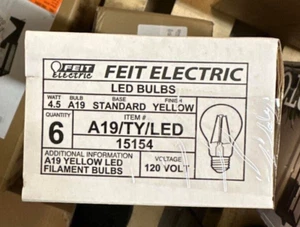 FEIT electric FEIT ELECTRIC
LED BULBS
WATT BULB BASE FINISH
4.5 A19 STANDARD YELLOW
QUANTITY ITEM #
6 A19/TY/LED
15154
ADDITIONAL INFORMATION VOLTAGE
A19 YELLOW LED 120 VOLT
FILAMENT BULBS